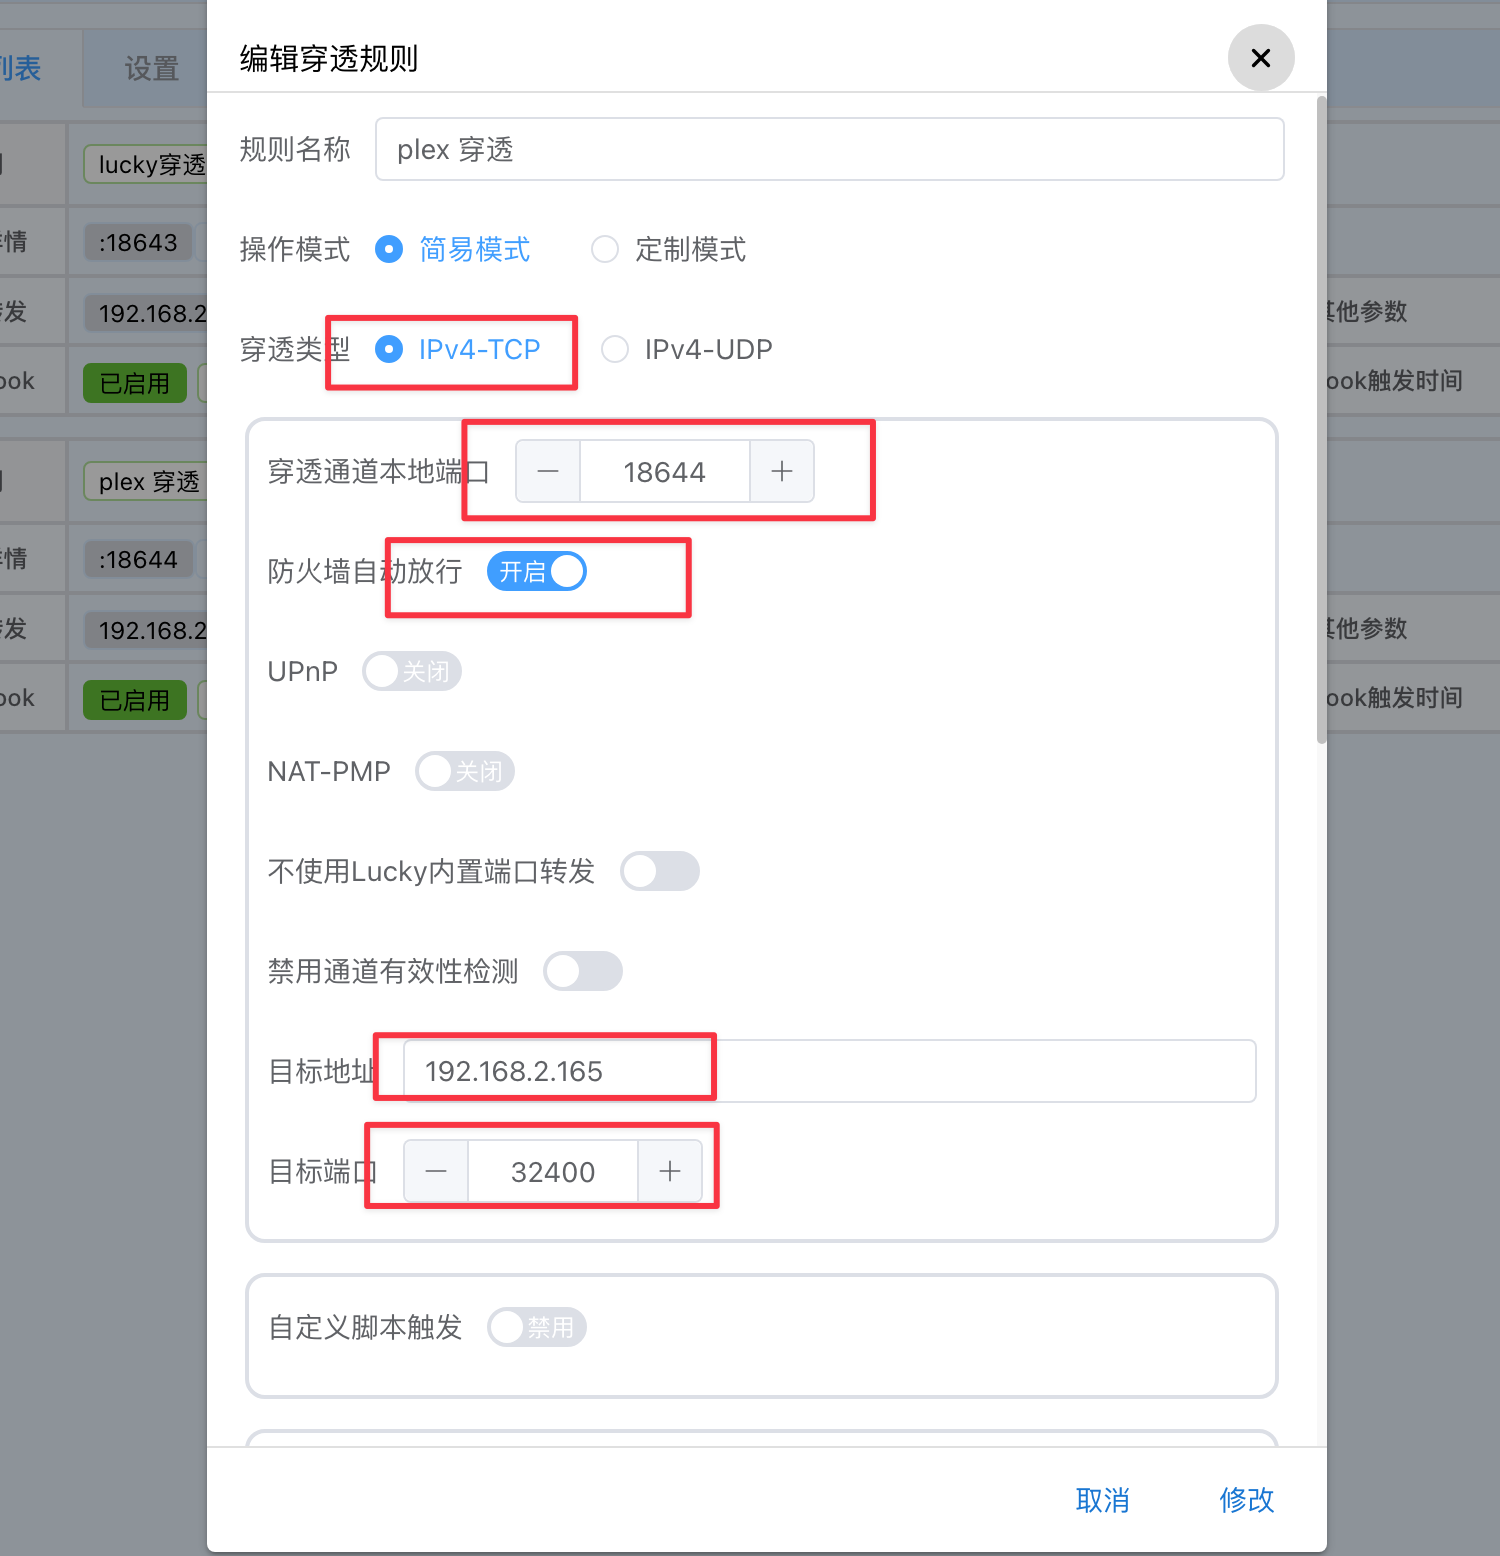 编辑穿透规则
列表
设置
规则名称
plex 穿透
lucky穿透
操作模式
简易模式
定制模式
:18643
穿透类型
IPv4-TCP
IPv4-UDP
192.168.2
其他参数
已启用
ook触发时间
穿透通道本地端口
18644
plex 穿透
防火墙自动放行
开启
:18644
UPnP
关闭
192.168.2
其他参数
已启用
ook触发时间
NAT-PMP
关闭
不使用Lucky内置端口转发
禁用通道有效性检测
目标地址
192.168.2.165
目标端口
32400
自定义脚本触发
禁用
取消
修改